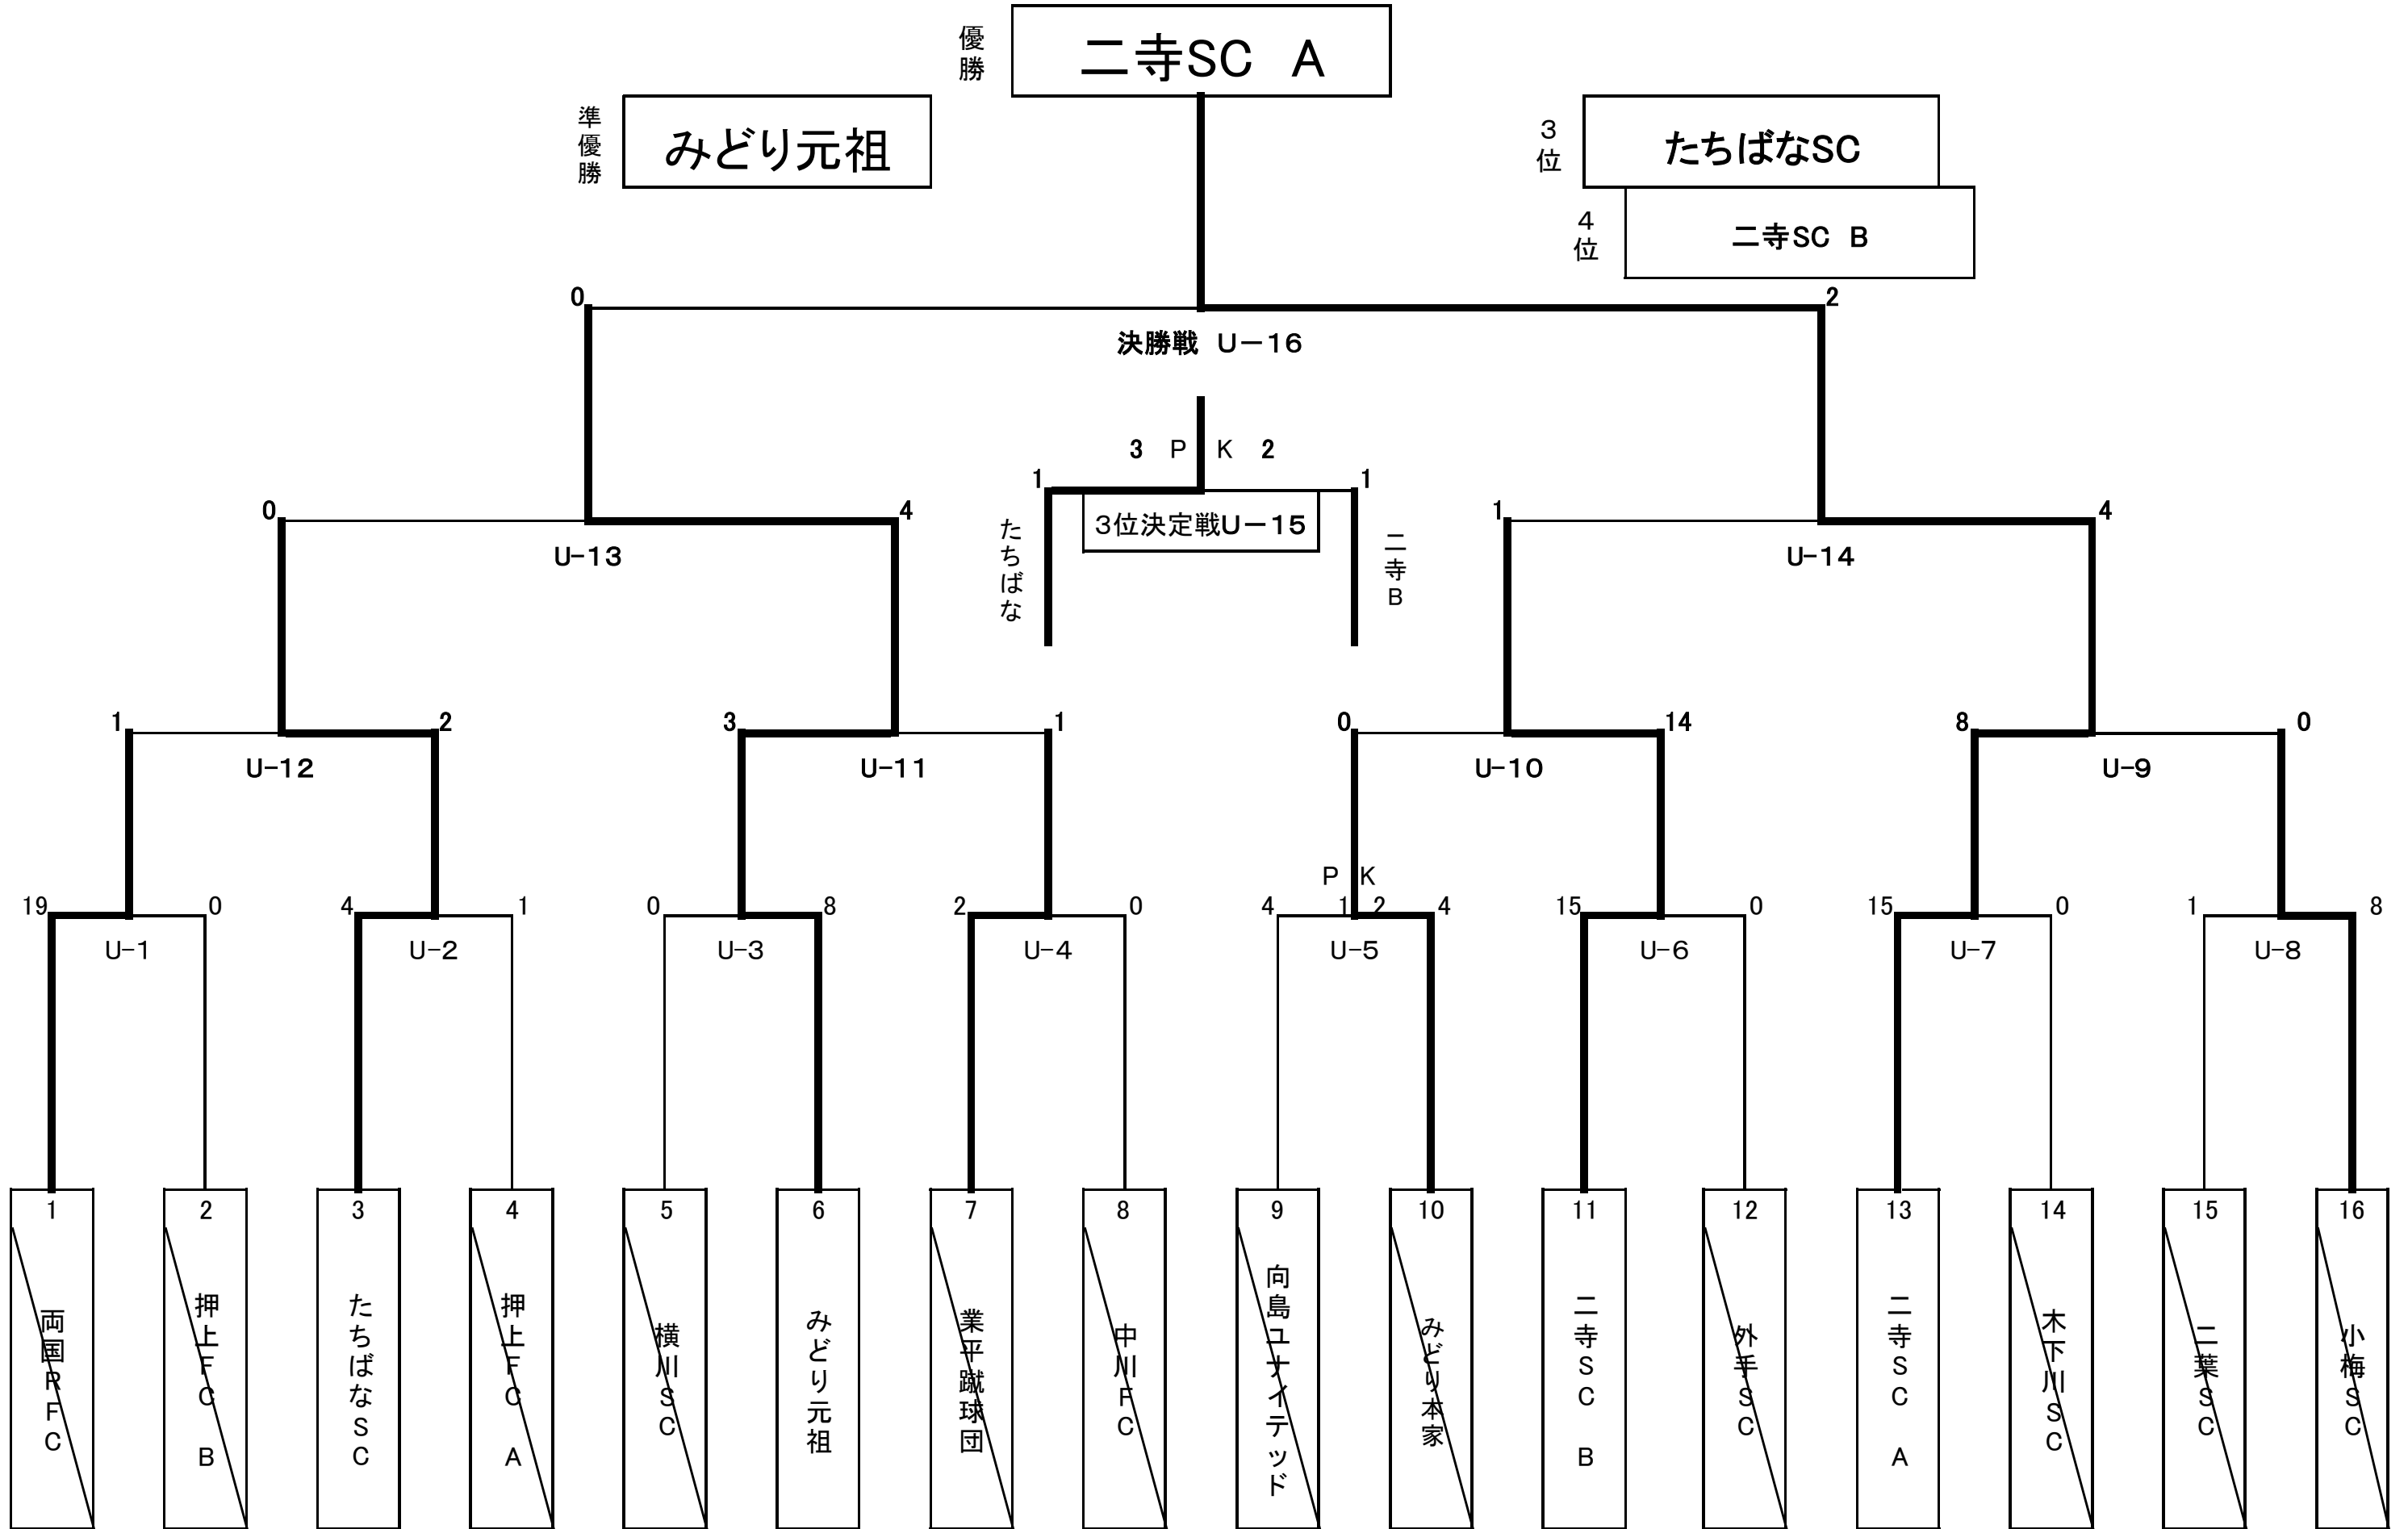 優勝
二寺SC　A
準優勝
みどり元祖
3位
たちばなSC
4位
二寺SC　B
0
2
決勝戦　U－16
3　P　K　2
1
1
3位決定戦U－15
たちばな
二寺B
0
4
U-13
1
4
U-14
1
2
U-12
3
1
U-11
0
14
U-10
8
0
U-9
P K
19
0
U-1
4
1
U-2
0
8
U-3
2
0
U-4
4
1 2
4
U-5
15
0
U-6
15
0
U-7
1
8
U-8
1
両国RFC
2
押上FC　B
3
たちばなSC
4
押上FC　A
5
横川SC
6
みどり元祖
7
業平蹴球団
8
中川FC
9
向島ユナイテッド
10
みどり本家
11
二寺SC　B
12
外手SC
13
二寺SC　A
14
木下川SC
15
二葉SC
16
小梅SC